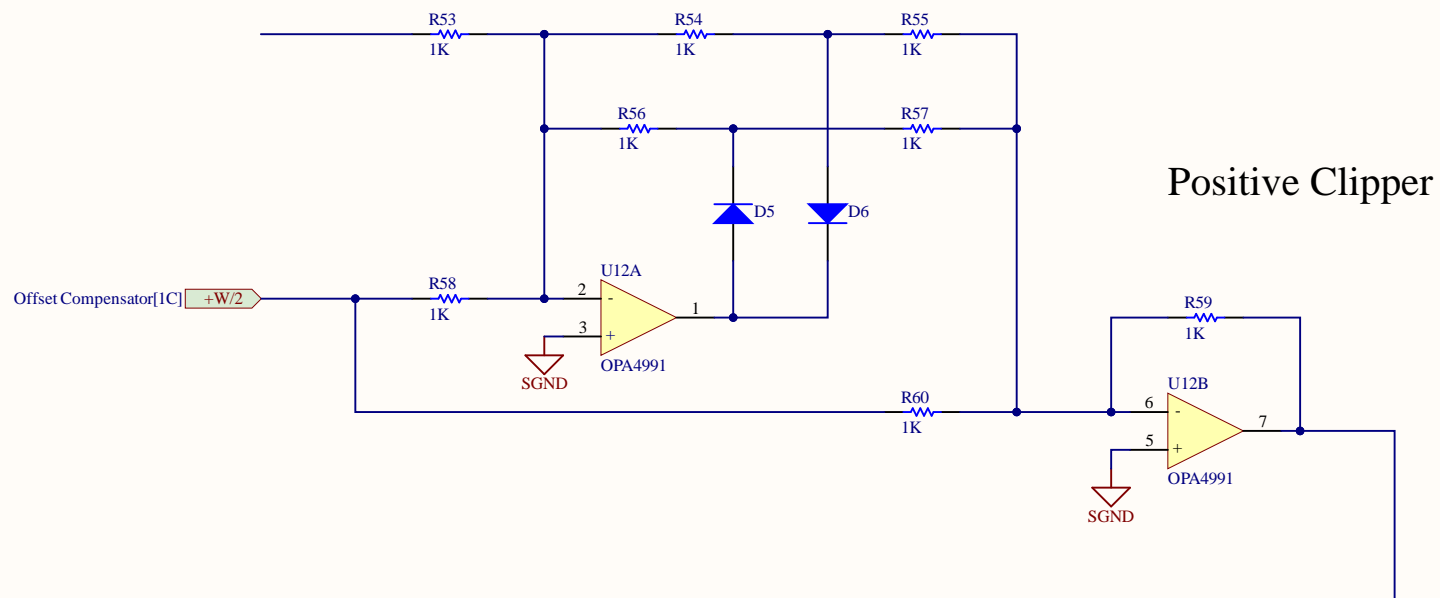 R53
1K
R54
1K
R55
1K
R56
1K
R57
1K
Positive Clipper
D5
D6
Offset Compensator[1C]
+W/2
R58
1K
U12A
2
-
3
+
1
OPA4991
SGND
R59
1K
R60
1K
U12B
6
-
5
+
7
OPA4991
SGND